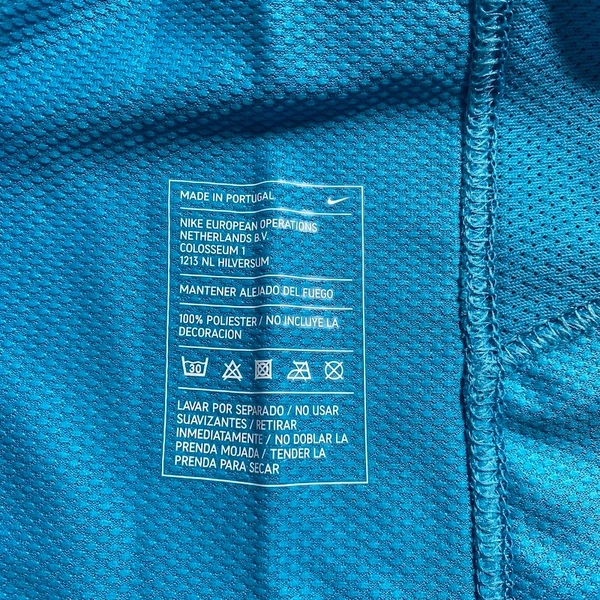 MADE IN PORTUGAL
NIKE EUROPEAN OPERATIONS
NETHERLANDS B.V.
COLOSSEUM 1
1213 NL HILVERSUM
MANTENER ALEJADO DEL FUEGO
100% POLIESTER / NO INCLUYE LA
DECORACION
30
LAVAR POR SEPARADO / NO USAR
SUAVIZANTES / RETIRAR
INMEDIATAMENTE / NO DOBLAR LA
PRENDA MOJADA / TENDER LA
PRENDA PARA SECAR